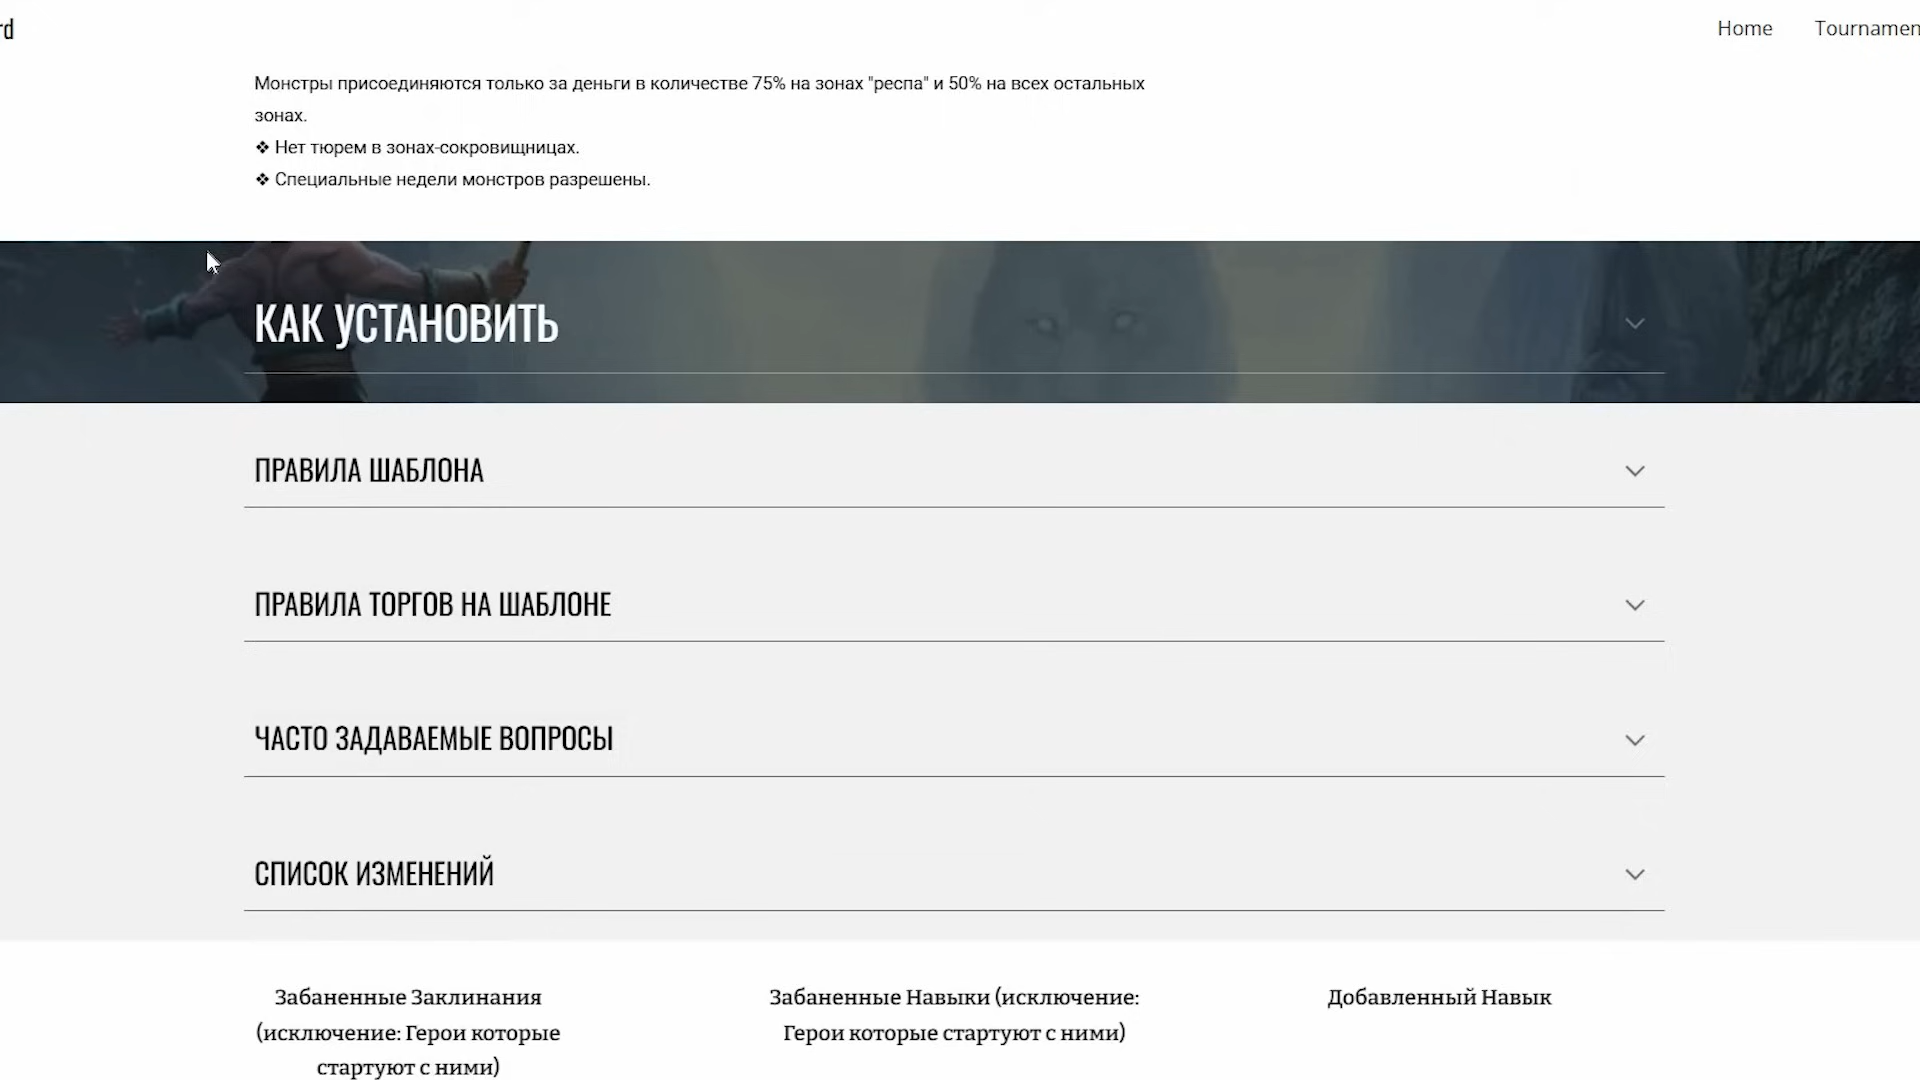 rd
Home
Tournamen
Монстры присоединяются только за деньги в количестве 75% на зонах "респа" и 50% на всех остальных
зонах.
❖ Нет тюрем в зонах-сокровищницах.
❖ Специальные недели монстров разрешены.
КАК УСТАНОВИТЬ
ПРАВИЛА ШАБЛОНА
ПРАВИЛА ТОРГОВ НА ШАБЛОНЕ
ЧАСТО ЗАДАВАЕМЫЕ ВОПРОСЫ
СПИСОК ИЗМЕНЕНИЙ
Забаненные Заклинания
(исключение: Герои которые
стартуют с ними)
Забаненные Навыки (исключение:
Герои которые стартуют с ними)
Добавленный Навык